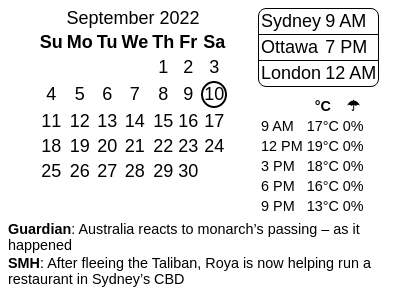 September 2022
Su Mo Tu We Th Fr Sa
1 2 3
4 5 6 7 8 9 10
11 12 13 14 15 16 17
18 19 20 21 22 23 24
25 26 27 28 29 30
Sydney 9 AM
Ottawa 7 PM
London 12 AM
°C ☂
9 AM 17°C 0%
12 PM 19°C 0%
3 PM 18°C 0%
6 PM 16°C 0%
9 PM 13°C 0%
Guardian: Australia reacts to monarch’s passing – as it
happened
SMH: After fleeing the Taliban, Roya is now helping run a
restaurant in Sydney’s CBD